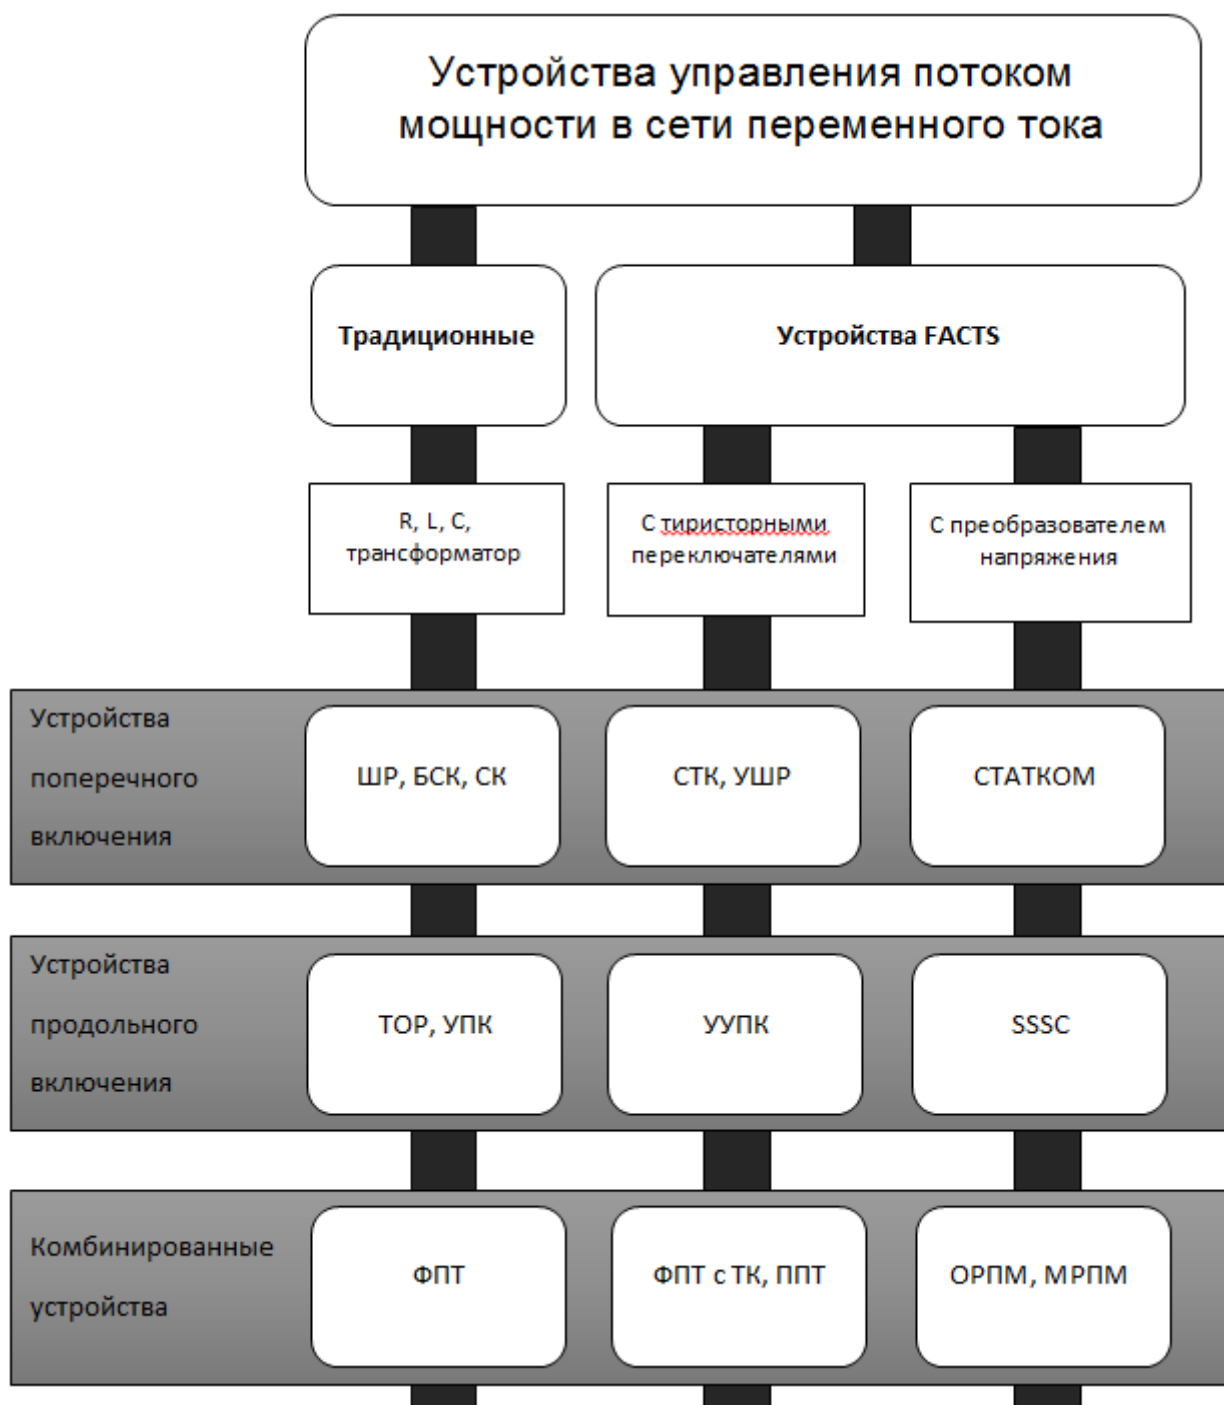 Устройства управления потоком
мощности в сети переменного тока
Традиционные
Устройства FACTS
R, L, C,
трансформатор
С тиристорными
переключателями
С преобразователем
напряжения
Устройства
поперечного
включения
ШР, БСК, СК
СТК, УШР
СТАТКОМ
Устройства
продольного
включения
ТОР, УПК
УУПК
SSSC
Комбинированные
устройства
ФПТ
ФПТ с ТК, ППТ
ОРПМ, МРПМ